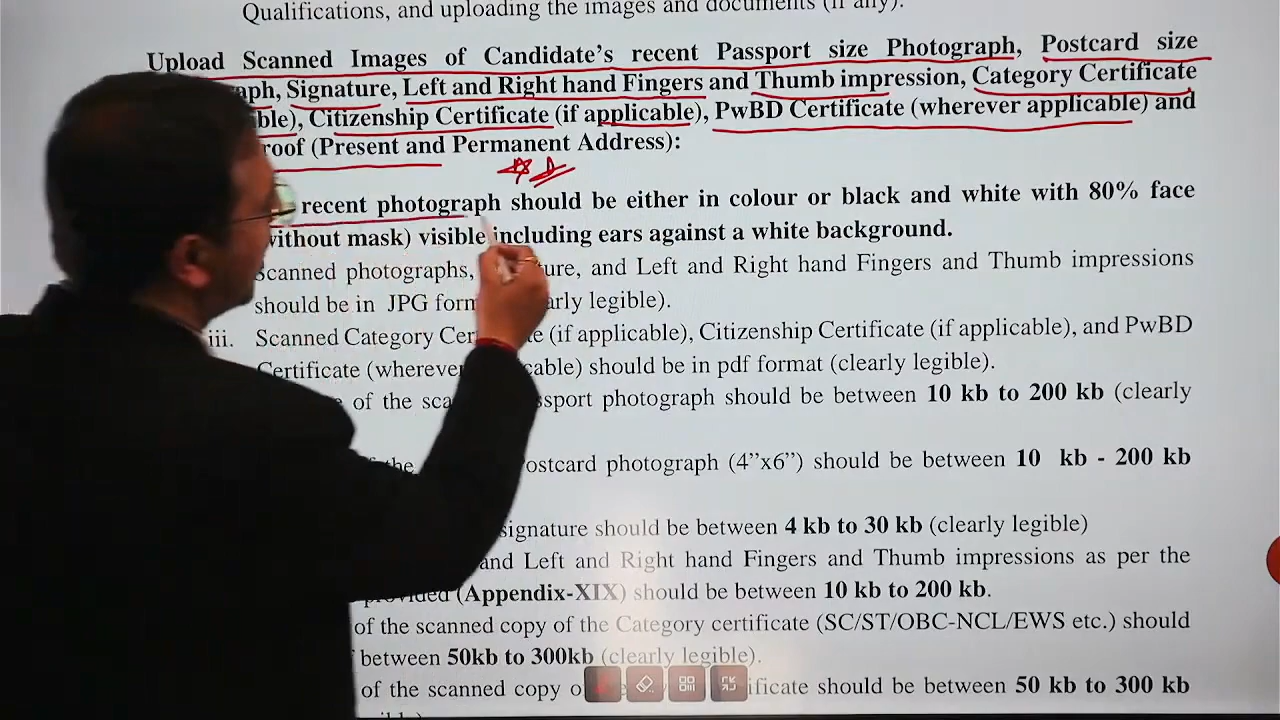 Qualifications, and uploading the images and documents (if any).
Upload Scanned Images of Candidate's recent Passport size Photograph, Postcard size
aph, Signature, Left and Right hand Fingers and Thumb impression, Category Certificate
ble), Citizenship Certificate (if applicable), PwBD Certificate (wherever applicable) and
roof (Present and Permanent Address):
recent photograph should be either in colour or black and white with 80% face
without mask) visible including ears against a white background.
Scanned photographs, ure, and Left and Right hand Fingers and Thumb impressions
should be in JPG form arly legible).
iii. Scanned Category Cer te (if applicable), Citizenship Certificate (if applicable), and PwBD
Certificate (wherever cable) should be in pdf format (clearly legible).
of the sca ssport photograph should be between 10 kb to 200 kb (clearly
of the ostcard photograph (4”x6”) should be between 10 kb - 200 kb
signature should be between 4 kb to 30 kb (clearly legible)
and Left and Right hand Fingers and Thumb impressions as per the
provided (Appendix-XIX) should be between 10 kb to 200 kb.
of the scanned copy of the Category certificate (SC/ST/OBC-NCL/EWS etc.) should
between 50kb to 300kb (clearly legible).
of the scanned copy o ificate should be between 50 kb to 300 kb